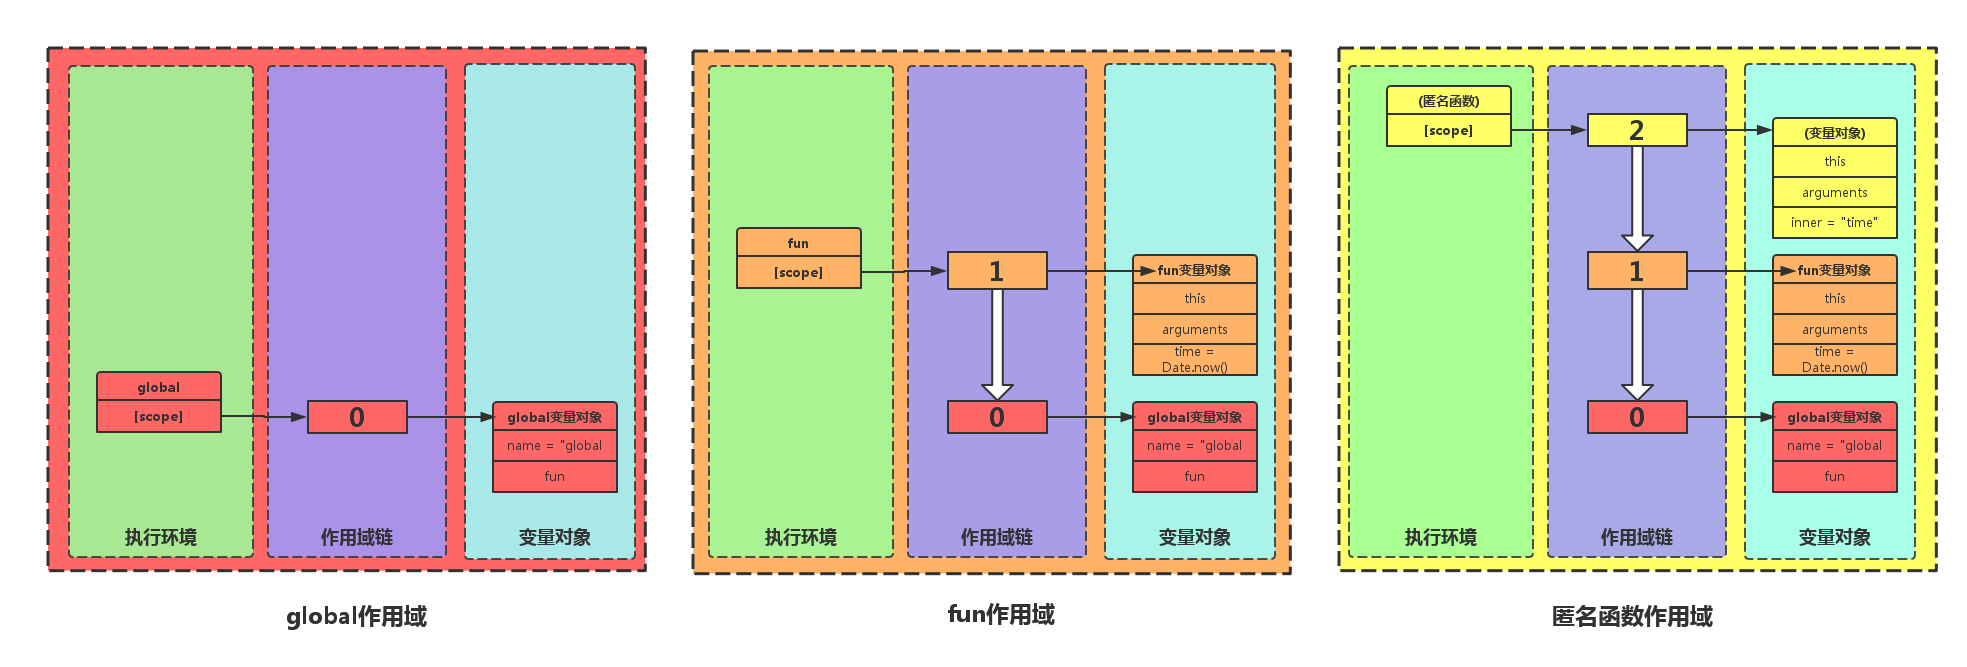 global
[scope]
0
global变量对象
name = "global
fun
执行环境
作用域链
变量对象
global作用域
fun
[scope]
1
fun变量对象
this
arguments
time =
Date.now()
0
global变量对象
name = "global
fun
执行环境
作用域链
变量对象
fun作用域
(匿名函数)
[scope]
2
(变量对象)
this
arguments
inner = "time"
1
fun变量对象
this
arguments
time =
Date.now()
0
global变量对象
name = "global
fun
执行环境
作用域链
变量对象
匿名函数作用域